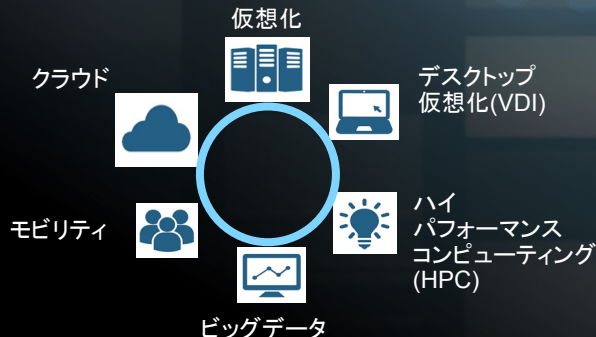 仮想化
クラウド
デスクトップ
仮想化(VDI)
モビリティ
ハイ
パフォーマンス
コンピューティング
(HPC)
ビッグデータ